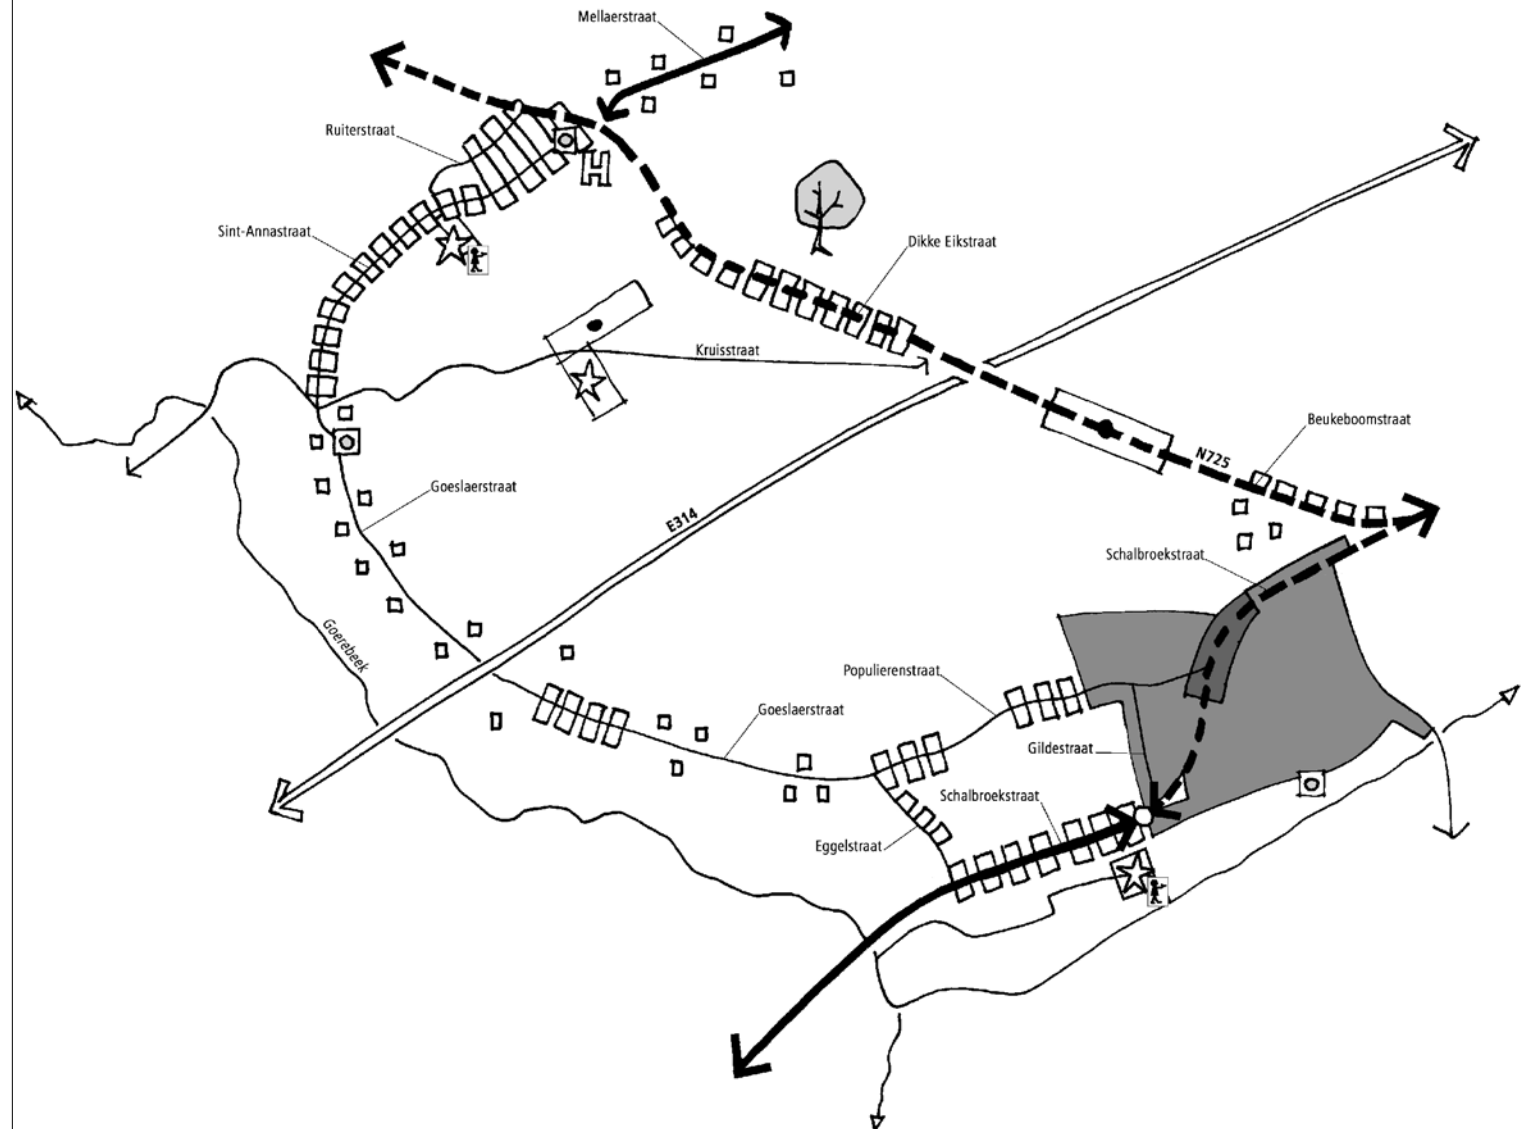 Mellaerstraat
Ruiterstraat
Sint-Annastraat
Dikke Eikstraat
Kruisstraat
Beukeboomstraat
N725
Goeslaerstraat
E314
Schalbroekstraat
Goerebeek
Populierenstraat
Goeslaerstraat
Gildestraat
Schalbroekstraat
Eggelstraat